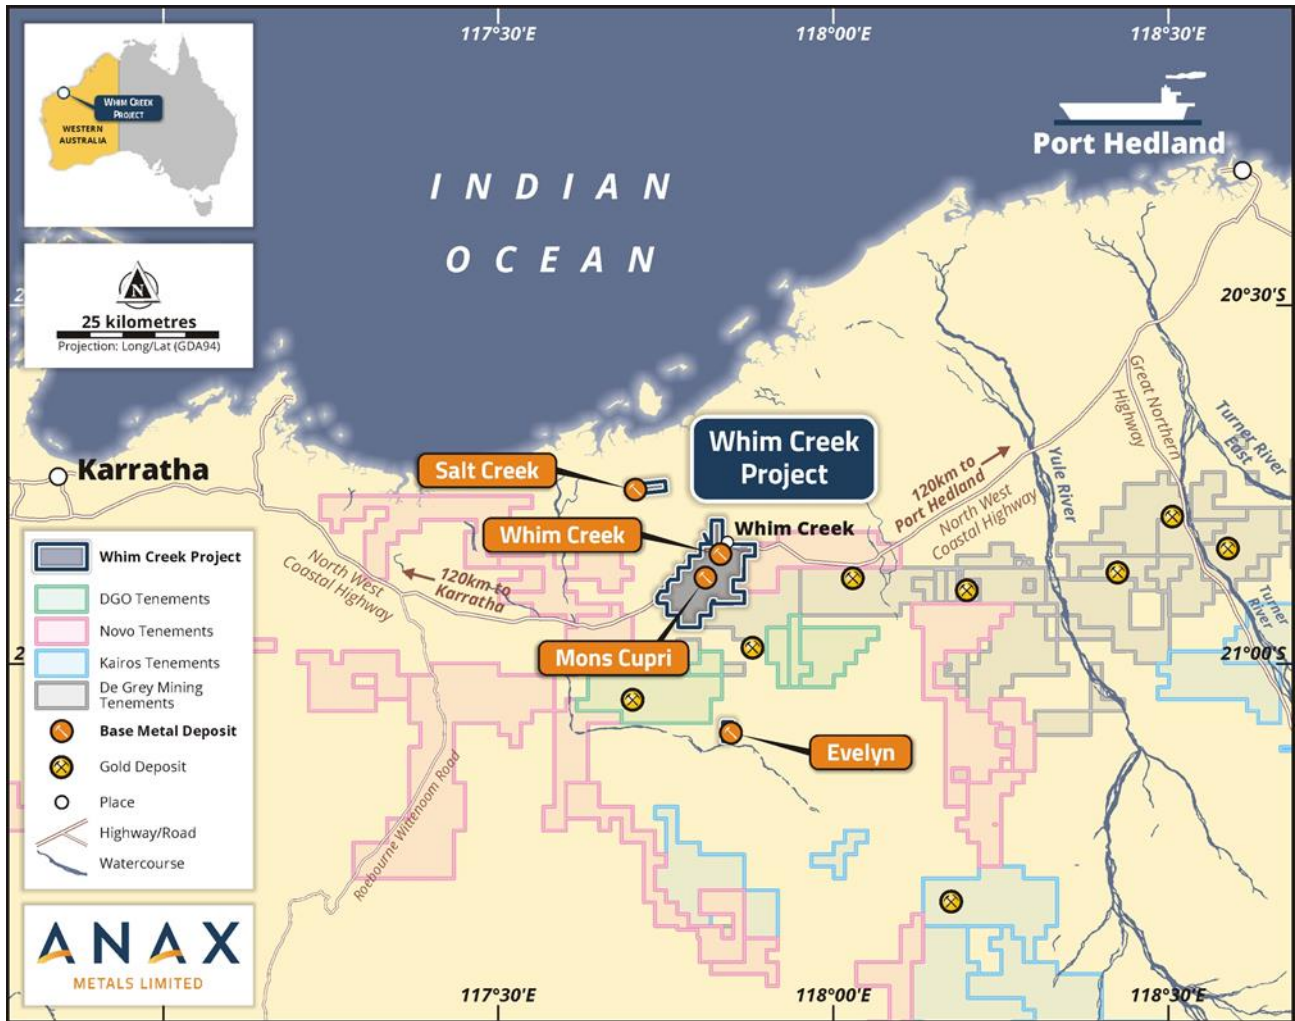 117°30'E
118°00'E
118°30'E
WHIM CREEK
PROJECT
WESTERN
AUSTRALIA
Port Hedland
INDIAN
OCEAN
N
25 kilometres
Projection: Long/Lat (GDA94)
2
20°30'S
Great Northern
Highway
Turner River
East
Karratha
Salt Creek
Whim Creek
Project
120km to
Port Hedland
North West
Coastal Highway
Yule River
Whim Creek
Whim Creek
North West
Coastal Highway
120km to
Karratha
Mons Cupri
Turner
River
2
21°00'S
Evelyn
Roebourne Wittenoom Road
Whim Creek Project
DGO Tenements
Novo Tenements
Kairos Tenements
De Grey Mining
Tenements
Base Metal Deposit
Gold Deposit
Place
Highway/Road
Watercourse
ANAX
METALS LIMITED
117°30'E
118°00'E
118°30'E